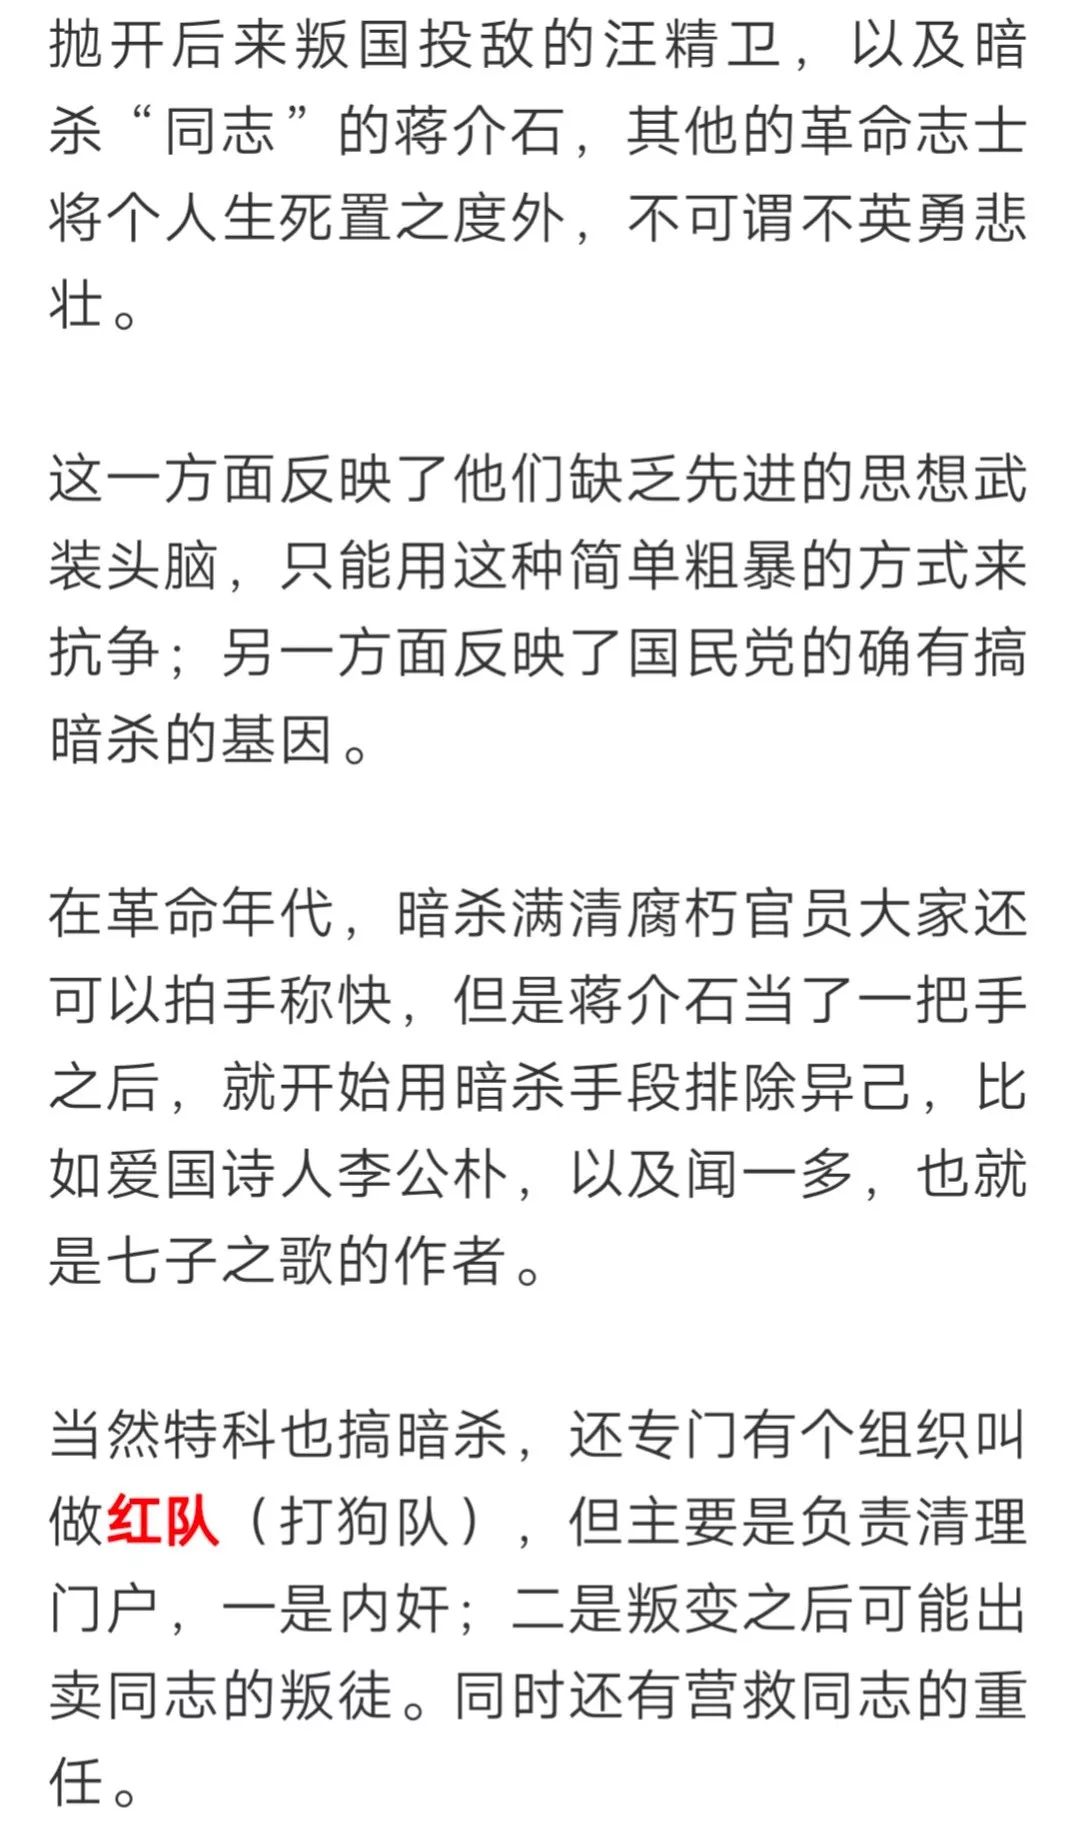 抛开后来叛国投敌的汪精卫，以及暗
杀“同志”的蒋介石，其他的革命志士
将个人生死置之度外，不可谓不英勇悲
壮。
这一方面反映了他们缺乏先进的思想武
装头脑，只能用这种简单粗暴的方式来
抗争；另一方面反映了国民党的确有搞
暗杀的基因。
在革命年代，暗杀满清腐朽官员大家还
可以拍手称快，但是蒋介石当了一把手
之后，就开始用暗杀手段排除异己，比
如爱国诗人李公朴，以及闻一多，也就
是七子之歌的作者。
当然特科也搞暗杀，还专门有个组织叫
做红队（打狗队），但主要是负责清理
门户，一是内奸；二是叛变之后可能出
卖同志的叛徒。同时还有营救同志的重
任。